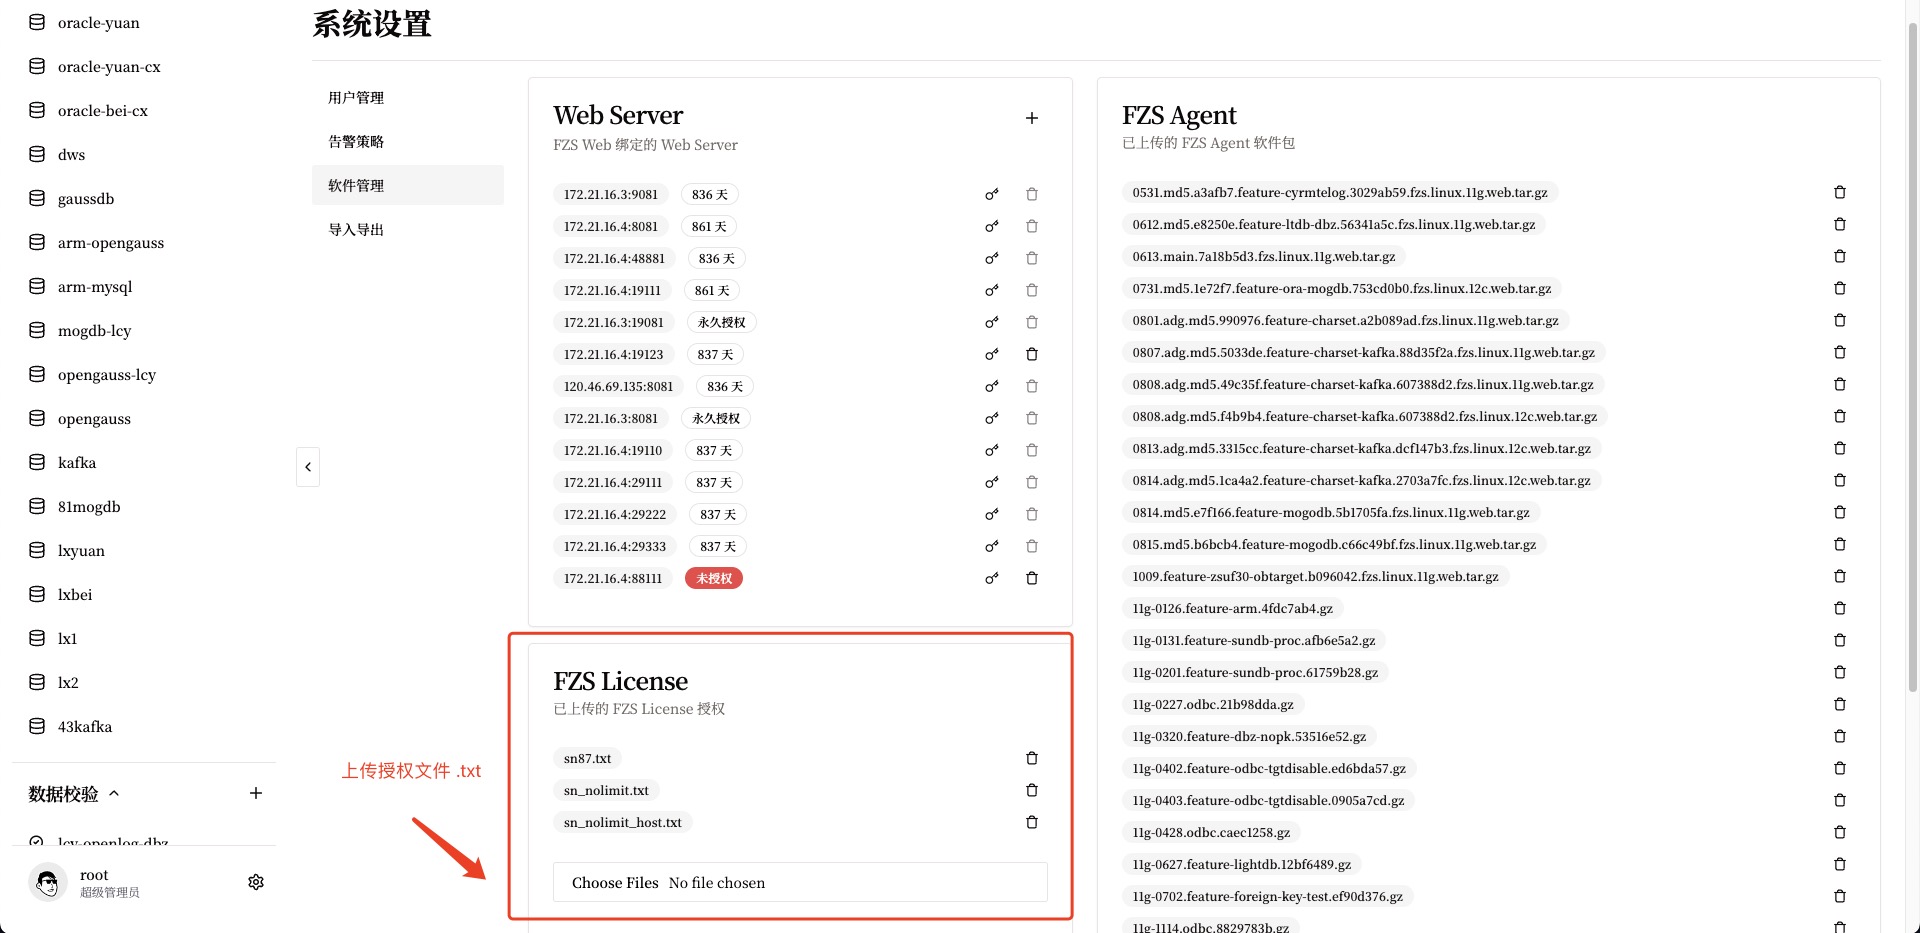 oracle-yuan
oracle-yuan-cx
oracle-bei-cx
dws
gaussdb
arm-opengauss
arm-mysql
mogdb-lcy
opengauss-lcy
opengauss
kafka
81mogdb
lxyuan
lxbei
lx1
lx2
43kafka
数据校验
lcy-openlog-dbz
root
超级管理员
系统设置
用户管理
告警策略
软件管理
导入导出
Web Server
FZS Web 绑定的 Web Server
172.21.16.3:9081 836 天
172.21.16.4:8081 861 天
172.21.16.4:48881 836 天
172.21.16.4:19111 861 天
172.21.16.3:19081 永久授权
172.21.16.4:19123 837 天
120.46.69.135:8081 836 天
172.21.16.3:8081 永久授权
172.21.16.4:19110 837 天
172.21.16.4:29111 837 天
172.21.16.4:29222 837 天
172.21.16.4:29333 837 天
172.21.16.4:88111 未授权
FZS License
已上传的 FZS License 授权
sn87.txt
sn_nolimit.txt
sn_nolimit_host.txt
Choose Files No file chosen
上传授权文件 .txt
FZS Agent
已上传的 FZS Agent 软件包
0531.md5.a3afb7.feature-cyrmtelog.3029ab59.fzs.linux.11g.web.tar.gz
0612.md5.e8250e.feature-ltdb-dbz.56341a5c.fzs.linux.11g.web.tar.gz
0613.main.7a18b5d3.fzs.linux.11g.web.tar.gz
0731.md5.1e72f7.feature-ora-mogdb.753cd0b0.fzs.linux.12c.web.tar.gz
0801.adg.md5.990976.feature-charset.a2b089ad.fzs.linux.11g.web.tar.gz
0807.adg.md5.5033de.feature-charset-kafka.88d35f2a.fzs.linux.11g.web.tar.gz
0808.adg.md5.49c35f.feature-charset-kafka.607388d2.fzs.linux.11g.web.tar.gz
0808.adg.md5.f4b9b4.feature-charset-kafka.607388d2.fzs.linux.12c.web.tar.gz
0813.adg.md5.3315cc.feature-charset-kafka.dcf147b3.fzs.linux.12c.web.tar.gz
0814.adg.md5.1ca4a2.feature-charset-kafka.2703a7fc.fzs.linux.12c.web.tar.gz
0814.md5.e7f166.feature-mogodb.5b1705fa.fzs.linux.11g.web.tar.gz
0815.md5.b6bcb4.feature-mogodb.c66c49bf.fzs.linux.11g.web.tar.gz
1009.feature-zsuf30-obtarget.b096042.fzs.linux.11g.web.tar.gz
11g-0126.feature-arm.4fdc7ab4.gz
11g-0131.feature-sundb-proc.afb6e5a2.gz
11g-0201.feature-sundb-proc.61759b28.gz
11g-0227.odbc.21b98dda.gz
11g-0320.feature-dbz-nopk.53516e52.gz
11g-0402.feature-odbc-tgtdisable.ed6bda57.gz
11g-0403.feature-odbc-tgtdisable.0905a7cd.gz
11g-0428.odbc.caec1258.gz
11g-0627.feature-lightdb.12bf6489.gz
11g-0702.feature-foreign-key-test.ef90d376.gz
11g-1114.odbc.8829783b.gz